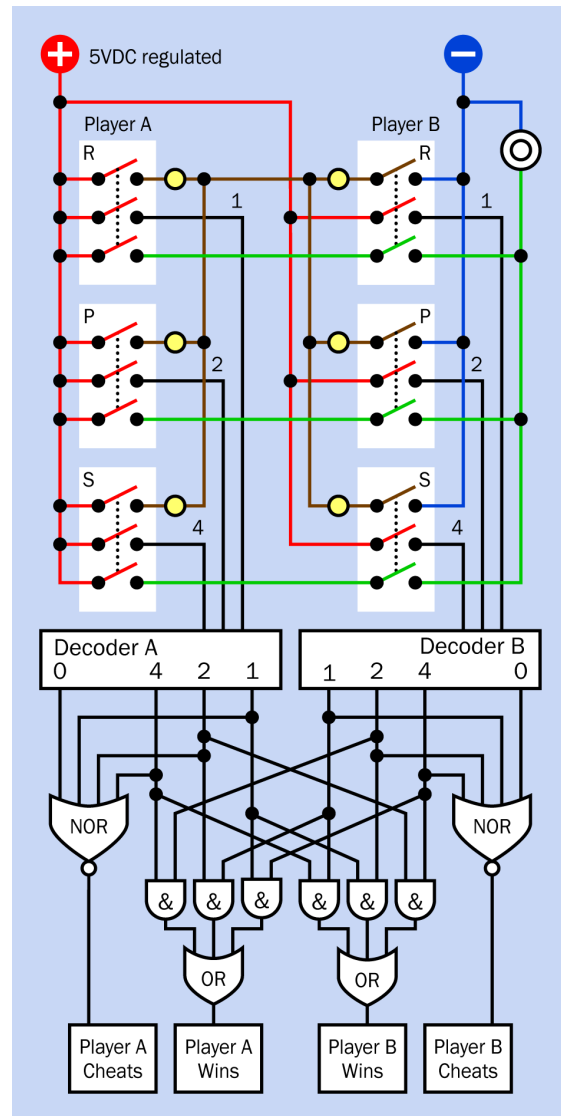 5VDC regulated
Player A
Player B
R
R
1
1
P
P
2
2
S
S
4
4
Decoder A
Decoder B
0 4 2 1
1 2 4 0
NOR
NOR
& & & & & &
OR
OR
Player A
Cheats
Player A
Wins
Player B
Wins
Player B
Cheats